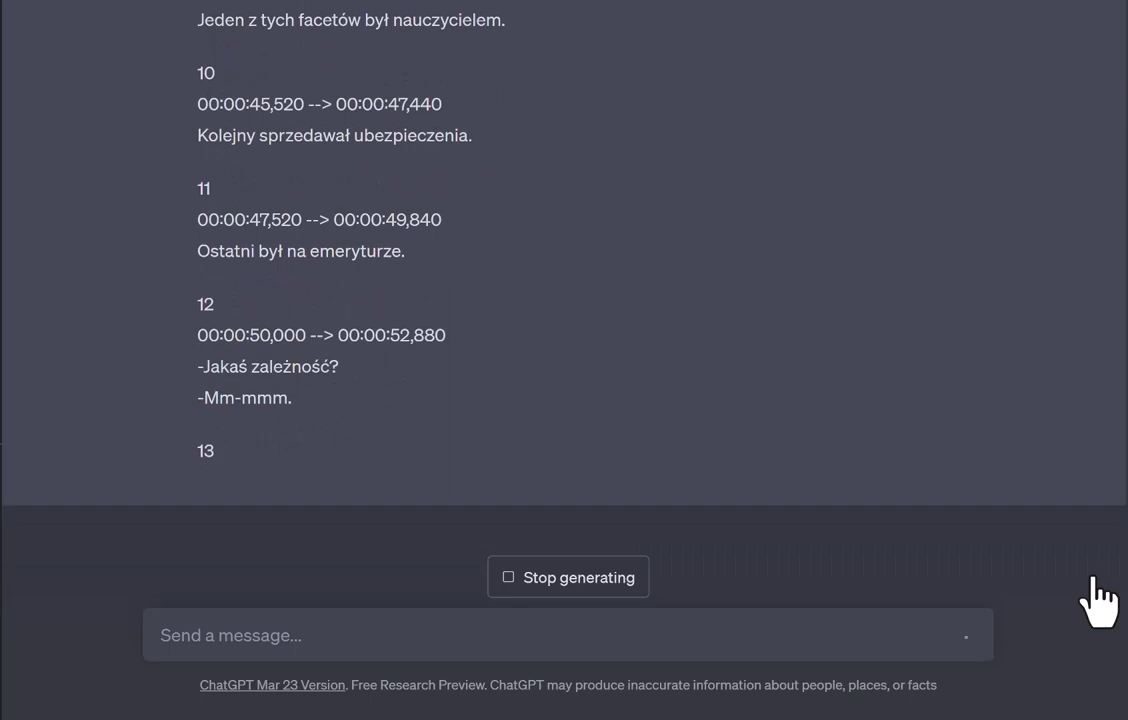 Jeden z tych facetów był nauczycielem.
10
00:00:45,520 --> 00:00:47,440
Kolejny sprzedawał ubezpieczenia.
11
00:00:47,520 --> 00:00:49,840
Ostatni był na emeryturze.
12
00:00:50,000 --> 00:00:52,880
-Jakaś zależność?
-Mm-mmm.
13
Stop generating
Send a message...
ChatGPT Mar 23 Version. Free Research Preview. ChatGPT may produce inaccurate information about people, places, or facts